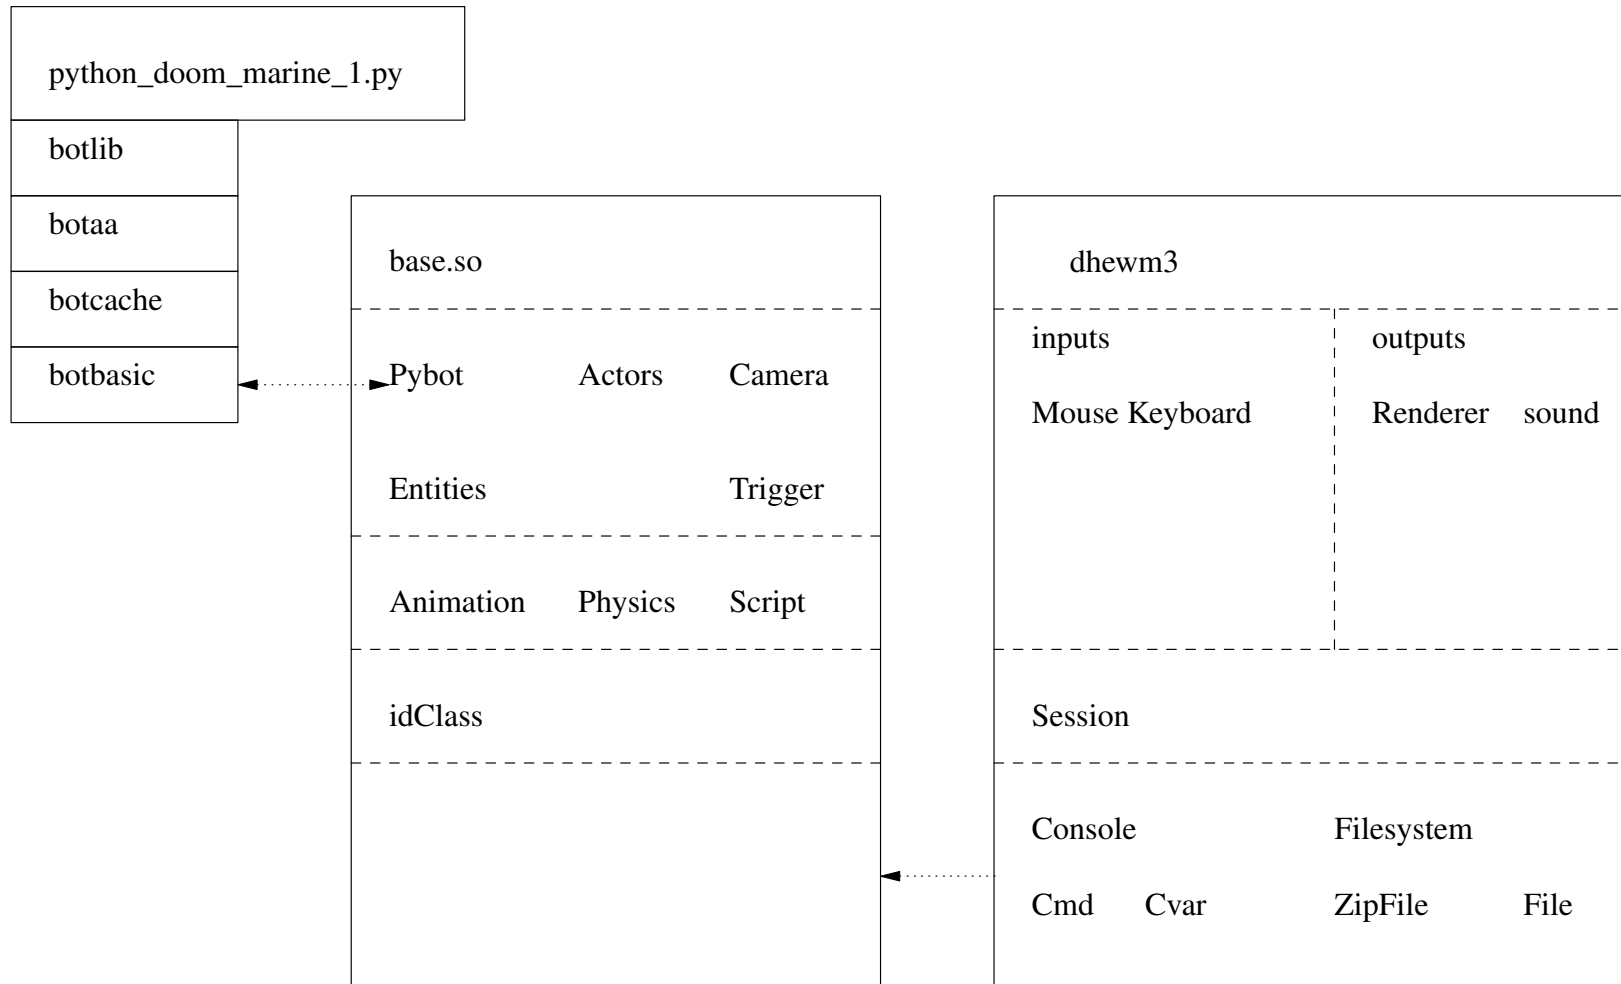 python_doom_marine_1.py
botlib
botaa
botcache
botbasic
base.so
Pybot Actors Camera
Entities Trigger
Animation Physics Script
idClass
dhewm3
inputs outputs
Mouse Keyboard Renderer sound
Session
Console Filesystem
Cmd Cvar ZipFile File